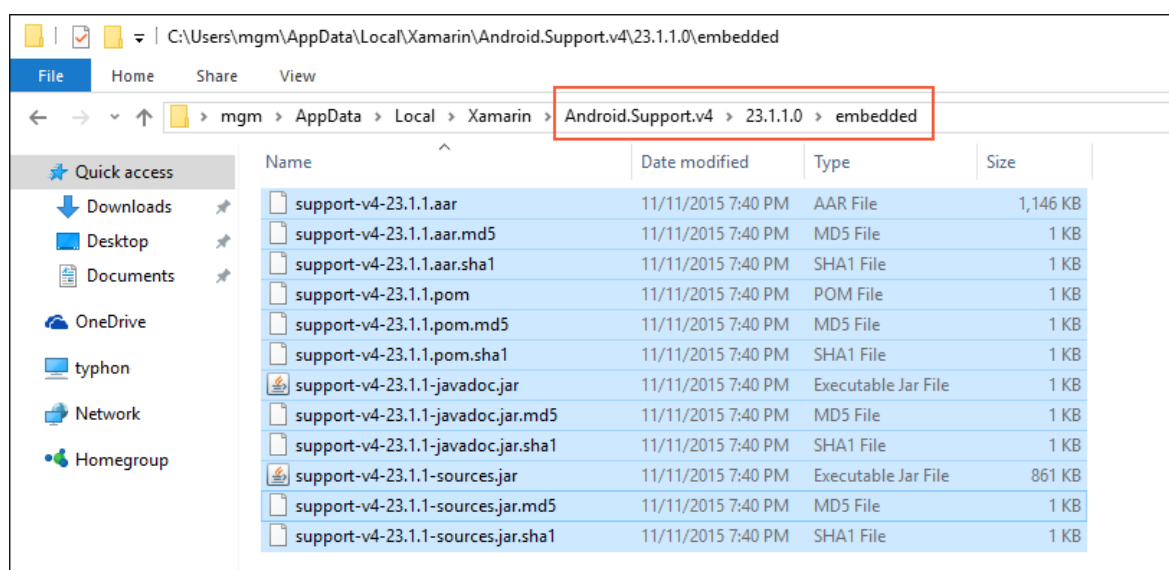 C:\Users\mgm\AppData\Local\Xamarin\Android.Support.v4\23.1.1.0\embedded
File Home Share View
mgm > AppData > Local > Xamarin > Android.Support.v4 > 23.1.1.0 > embedded
Quick access
Downloads
Desktop
Documents
OneDrive
typhon
Network
Homegroup
Name Date modified Type Size
support-v4-23.1.1.aar 11/11/2015 7:40 PM AAR File 1,146 KB
support-v4-23.1.1.aar.md5 11/11/2015 7:40 PM MD5 File 1 KB
support-v4-23.1.1.aar.sha1 11/11/2015 7:40 PM SHA1 File 1 KB
support-v4-23.1.1.pom 11/11/2015 7:40 PM POM File 1 KB
support-v4-23.1.1.pom.md5 11/11/2015 7:40 PM MD5 File 1 KB
support-v4-23.1.1.pom.sha1 11/11/2015 7:40 PM SHA1 File 1 KB
support-v4-23.1.1-javadoc.jar 11/11/2015 7:40 PM Executable Jar File 1 KB
support-v4-23.1.1-javadoc.jar.md5 11/11/2015 7:40 PM MD5 File 1 KB
support-v4-23.1.1-javadoc.jar.sha1 11/11/2015 7:40 PM SHA1 File 1 KB
support-v4-23.1.1-sources.jar 11/11/2015 7:40 PM Executable Jar File 861 KB
support-v4-23.1.1-sources.jar.md5 11/11/2015 7:40 PM MD5 File 1 KB
support-v4-23.1.1-sources.jar.sha1 11/11/2015 7:40 PM SHA1 File 1 KB